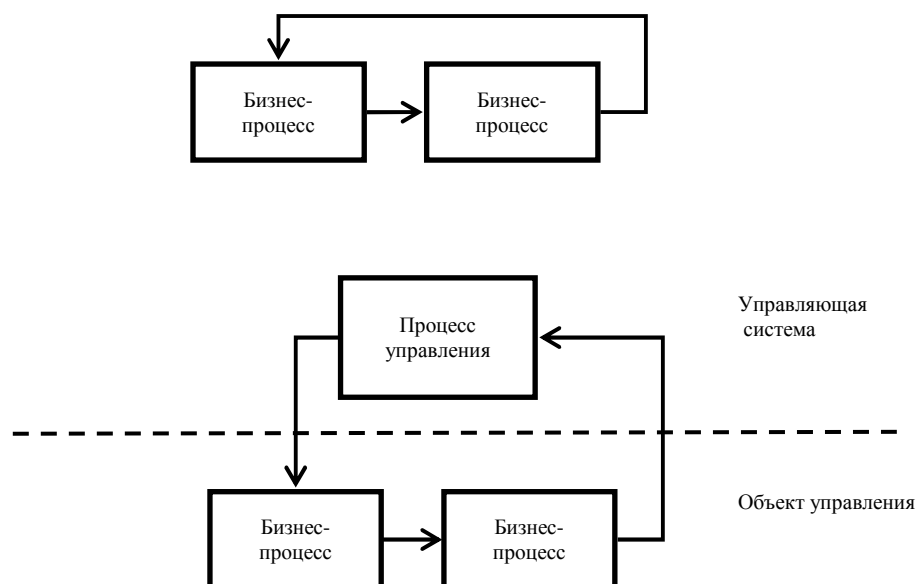 Бизнес-
процесс
Бизнес-
процесс
Процесс
управления
Управляющая
система
Бизнес-
процесс
Бизнес-
процесс
Объект управления